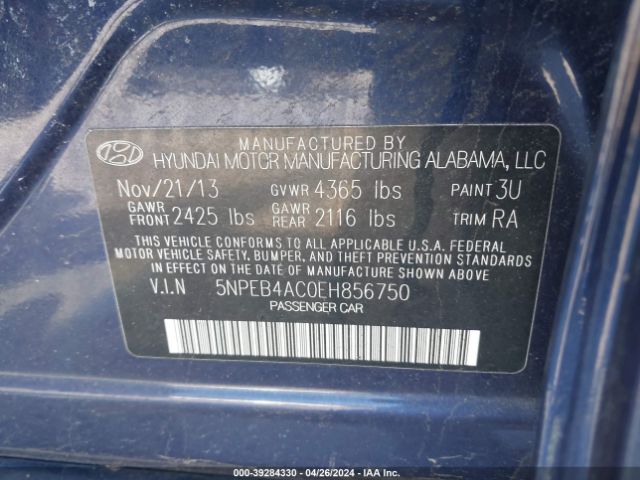 MANUFACTURED BY
HYUNDAI MOTOR MANUFACTURING ALABAMA, LLC
Nov/21/13 GVWR 4365 lbs PAINT 3U
GAWR FRONT 2425 lbs GAWR REAR 2116 lbs TRIM RA
THIS VEHICLE CONFORMS TO ALL APPLICABLE U.S.A. FEDERAL
MOTOR VEHICLE SAFETY, BUMPER, AND THEFT PREVENTION STANDARDS
IN EFFECT ON THE DATE OF MANUFACTURE SHOWN ABOVE.
V.I.N 5NPEB4AC0EH856750
PASSENGER CAR
000-39284330 - 04/26/2024 - IAA Inc.